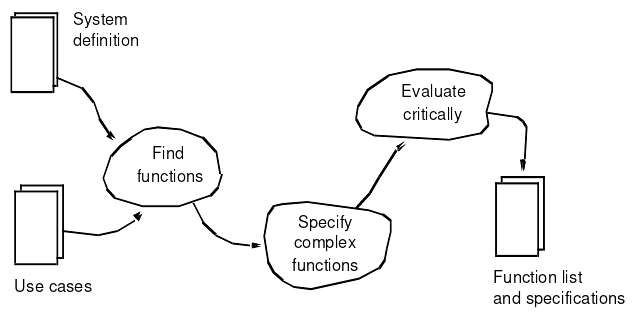 System
definition
Find
functions
Use cases
Specify
complex
functions
Evaluate
critically
Function list
and specifications